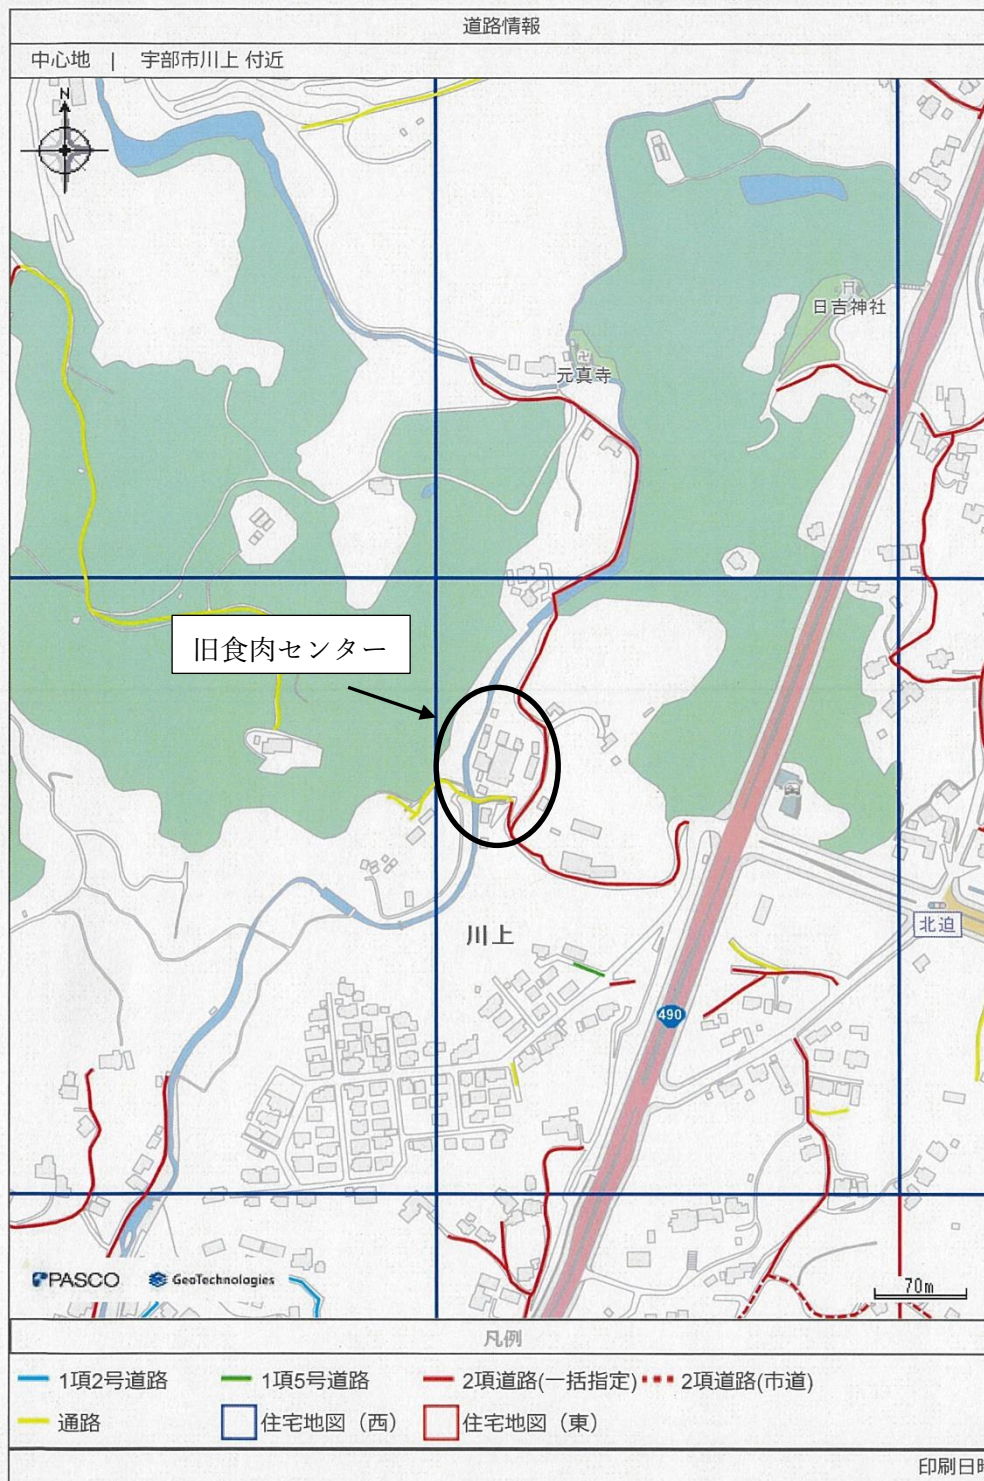 道路情報
中心地 | 宇部市川上 付近
N
日吉神社
元真寺
旧食肉センター
北迫
川上
490
PASCO
GeoTechnologies
70m
凡例
1項2号道路
1項5号道路
2項道路(一括指定)
2項道路(市道)
通路
住宅地図（西）
住宅地図（東）